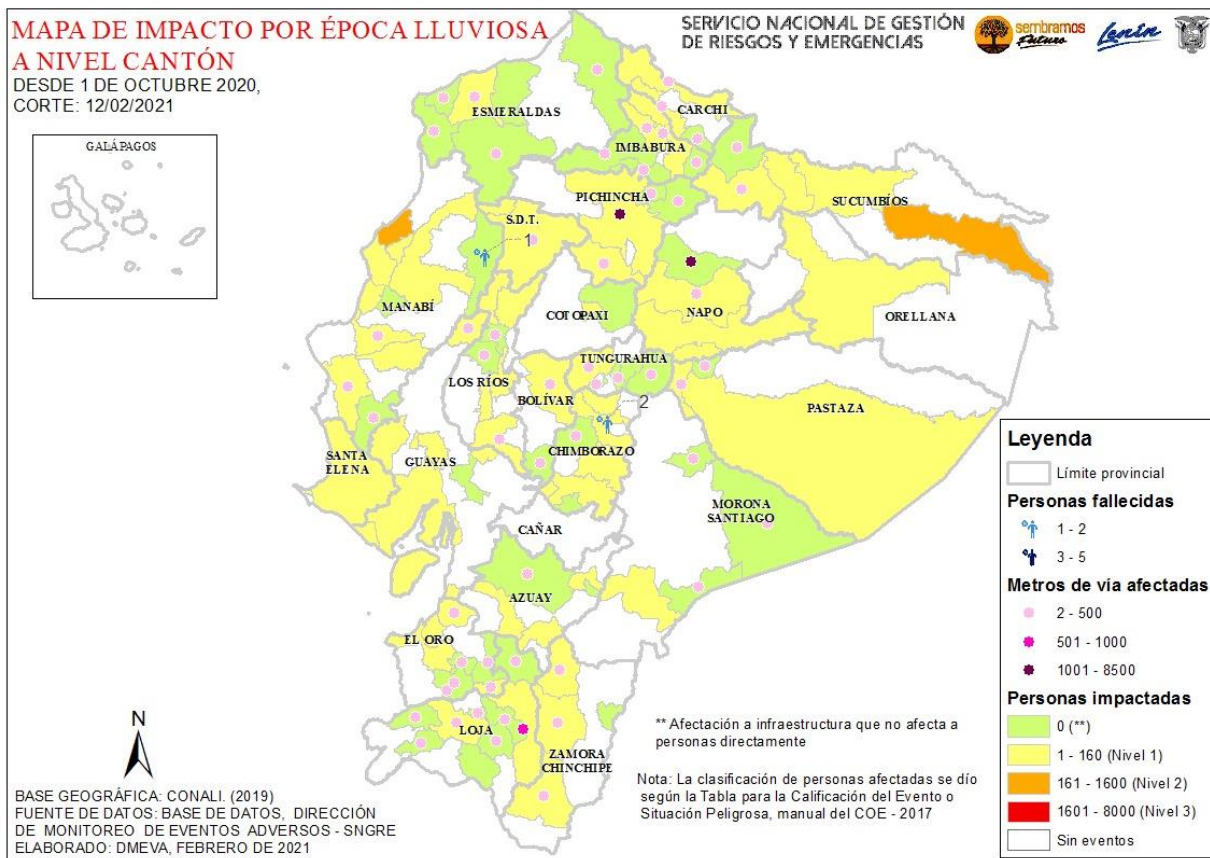 MAPA DE IMPACTO POR ÉPOCA LLUVIOSA
A NIVEL CANTÓN
DESDE 1 DE OCTUBRE 2020,
CORTE: 12/02/2021
SERVICIO NACIONAL DE GESTIÓN
DE RIESGOS Y EMERGENCIAS
sembramos
Futuro
Lenín
GALÁPAGOS
ESMERALDAS
CARCHI
IMBABURA
PICHINCHA
SUCUMBÍOS
S.D.T.
1
MANABÍ
COTOPAXI
NAPO
ORELLANA
TUNGURAHUA
LOS RÍOS
BOLÍVAR
2
PASTAZA
SANTA
ELENA
GUAYAS
CHIMBORAZO
MORONA
SANTIAGO
CAÑAR
AZUAY
EL ORO
LOJA
ZAMORA
CHINCHIPE
Leyenda
Límite provincial
Personas fallecidas
1 - 2
3 - 5
Metros de vía afectadas
2 - 500
501 - 1000
1001 - 8500
Personas impactadas
0 (**)
1 - 160 (Nivel 1)
161 - 1600 (Nivel 2)
1601 - 8000 (Nivel 3)
Sin eventos
** Afectación a infraestructura que no afecta a
personas directamente
Nota: La clasificación de personas afectadas se dío
según la Tabla para la Calificación del Evento o
Situación Peligrosa, manual del COE - 2017
N
BASE GEOGRÁFICA: CONALI. (2019)
FUENTE DE DATOS: BASE DE DATOS, DIRECCIÓN
DE MONITOREO DE EVENTOS ADVERSOS - SNGRE
ELABORADO: DMEVA, FEBRERO DE 2021